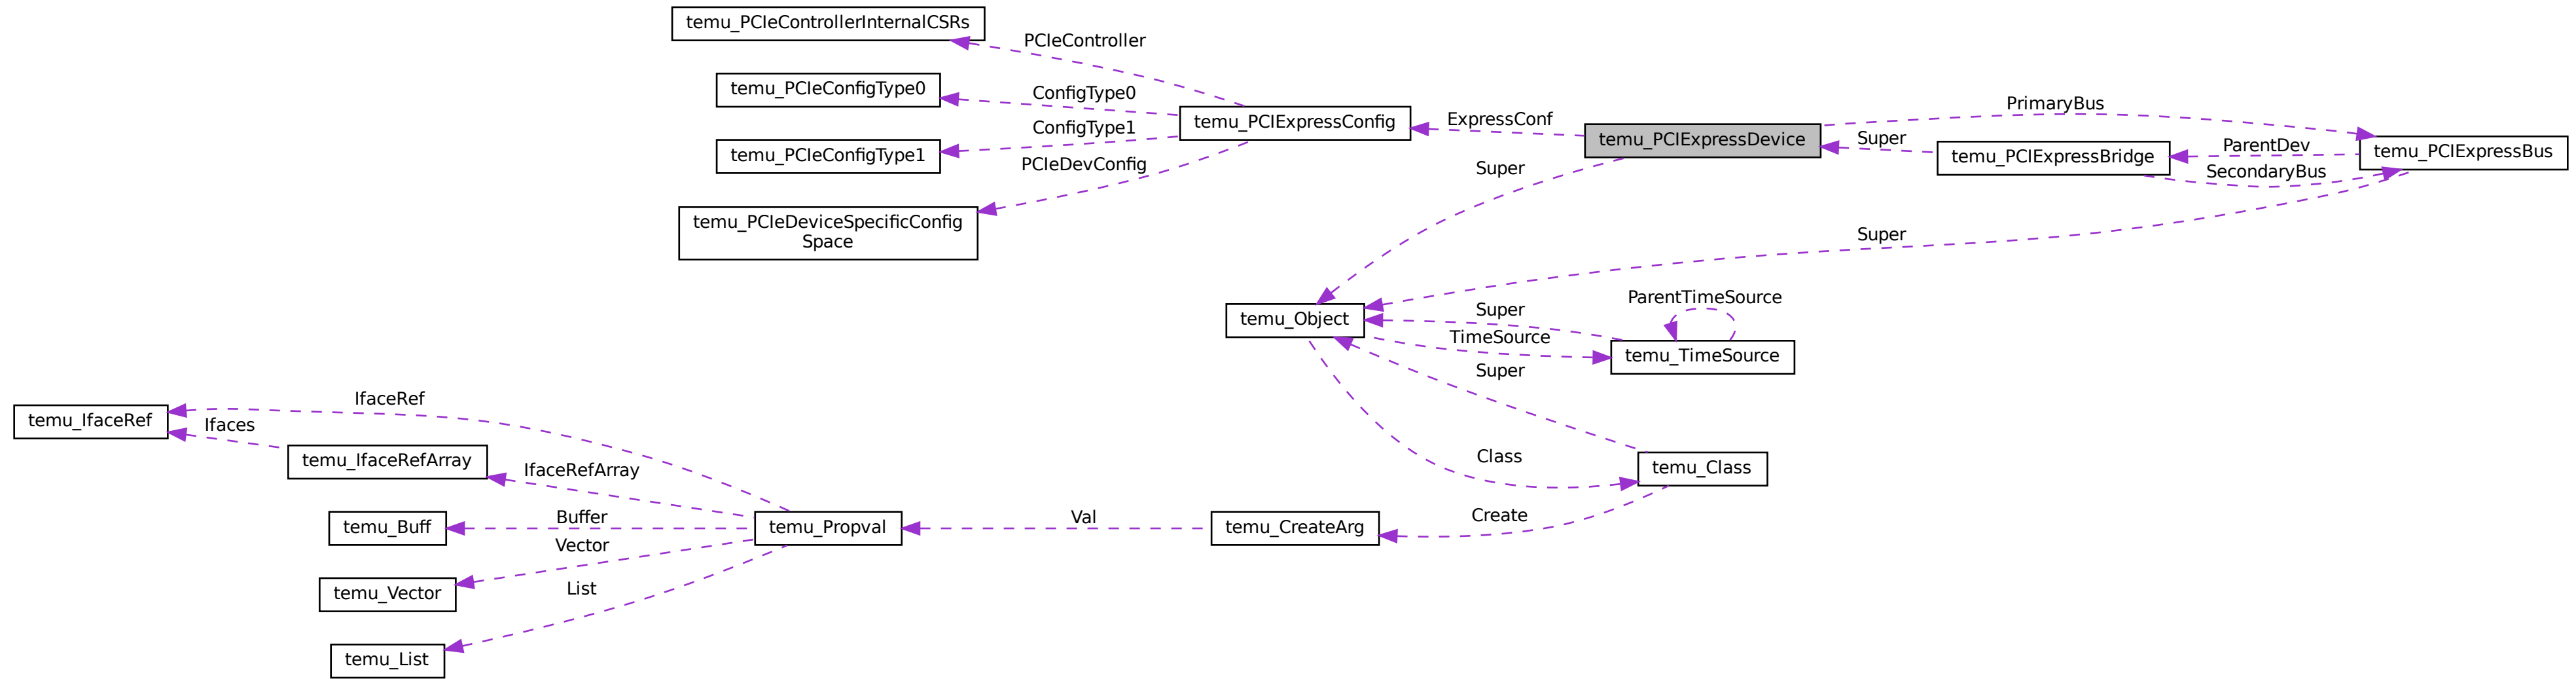 temu_PCIeControllerInternalCSRs
PCIeController
temu_PCIeConfigType0
ConfigType0
temu_PCIExpressConfig
ExpressConf
temu_PCIExpressDevice
PrimaryBus
ConfigType1
temu_PCIeConfigType1
Super
temu_PCIExpressBridge
ParentDev
temu_PCIExpressBus
PCIeDevConfig
Super
SecondaryBus
temu_PCIeDeviceSpecificConfig
Space
Super
temu_Object
Super
ParentTimeSource
TimeSource
temu_TimeSource
Super
IfaceRef
temu_IfaceRef
Ifaces
temu_IfaceRefArray
IfaceRefArray
Class
temu_Class
temu_Buff
Buffer
temu_Propval
Val
temu_CreateArg
Create
Vector
temu_Vector
List
temu_List